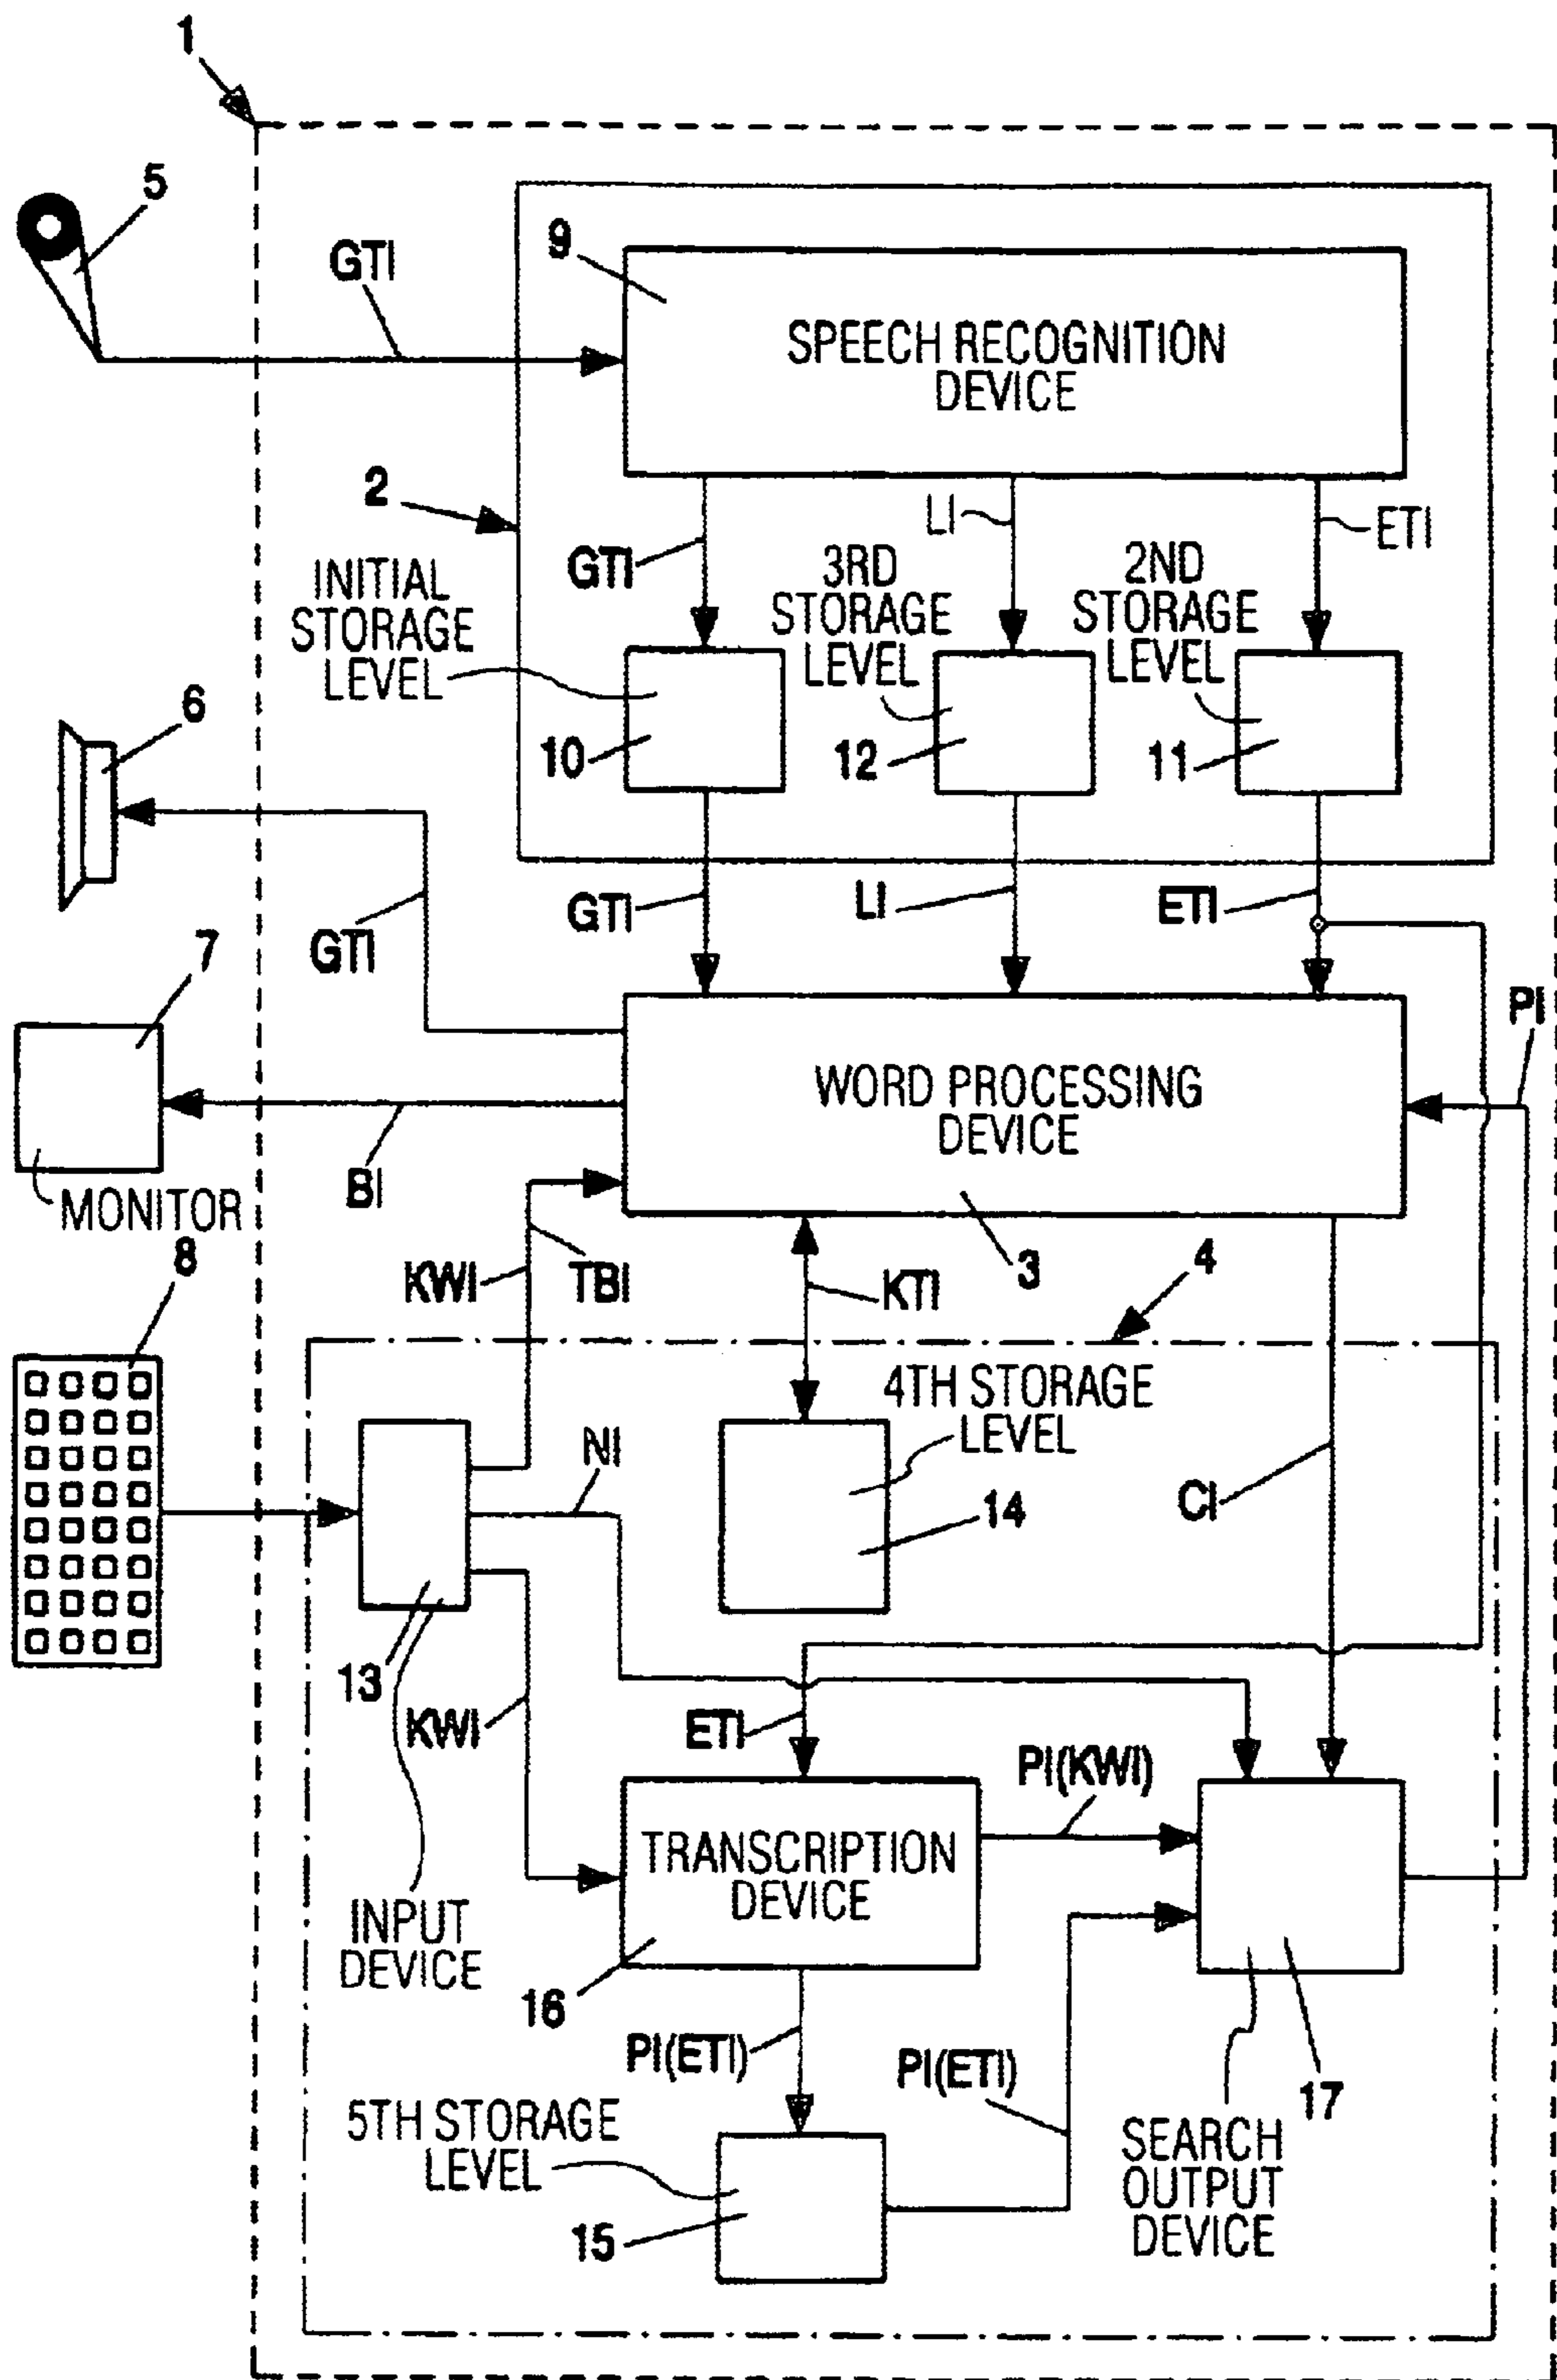 1
5
GTI
9
SPEECH RECOGNITION
DEVICE
2
GTI
LI
ETI
INITIAL
STORAGE
LEVEL
3RD
STORAGE
LEVEL
2ND
STORAGE
LEVEL
10
12
11
6
GTI
GTI
LI
ETI
7
PI
WORD PROCESSING
DEVICE
BI
MONITOR
8
KWI
TBI
KTI
3
4
4TH STORAGE
LEVEL
NI
14
CI
13
KWI
ETI
PI(KWI)
TRANSCRIPTION
DEVICE
INPUT
DEVICE
16
PI(ETI)
PI(ETI)
17
5TH STORAGE
LEVEL
SEARCH
OUTPUT
DEVICE
15